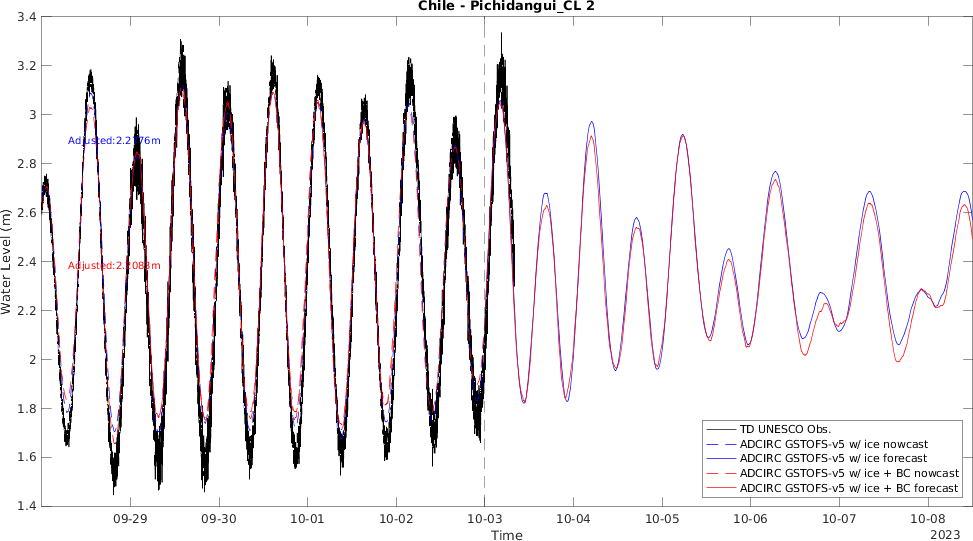 Chile - Pichidangui_CL 2
3.4
3.2
3
2.8
2.6
2.4
2.2
2
1.8
1.6
1.4
Water Level (m)
Adjusted:2.2776m
Adjusted:2.2083m
TD UNESCO Obs.
ADCIRC GSTOFS-v5 w/ ice nowcast
ADCIRC GSTOFS-v5 w/ ice forecast
ADCIRC GSTOFS-v5 w/ ice + BC nowcast
ADCIRC GSTOFS-v5 w/ ice + BC forecast
09-29 09-30 10-01 10-02 10-03 10-04 10-05 10-06 10-07 10-08
2023
Time